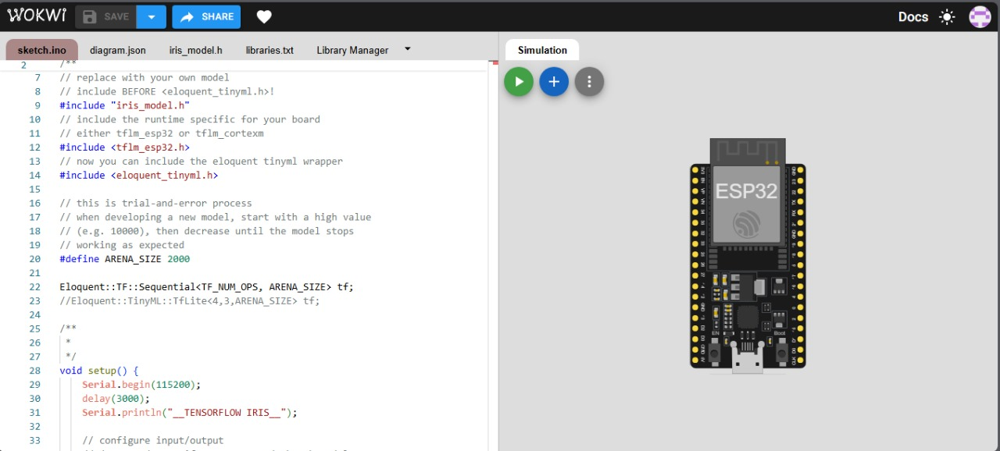 WOKWi
SAVE
SHARE
Docs
sketch.ino
diagram.json
iris_model.h
libraries.txt
Library Manager
Simulation
2 /**
7 // replace with your own model
8 // include BEFORE <eloquent_tinyml.h>!
9 #include "iris_model.h"
10 // include the runtime specific for your board
11 // either tflm_esp32 or tflm_cortexm
12 #include <tflm_esp32.h>
13 // now you can include the eloquent tinyml wrapper
14 #include <eloquent_tinyml.h>
15
16 // this is trial-and-error process
17 // when developing a new model, start with a high value
18 // (e.g. 10000), then decrease until the model stops
19 // working as expected
20 #define ARENA_SIZE 2000
21
22 Eloquent::TF::Sequential<TF_NUM_OPS, ARENA_SIZE> tf;
23 //Eloquent::TinyML::TfLite<4,3,ARENA_SIZE> tf;
24
25 /**
26 *
27 */
28 void setup() {
29 Serial.begin(115200);
30 delay(3000);
31 Serial.println("__TENSORFLOW IRIS__");
32
33 // configure input/output
ESP32
EN
Boot